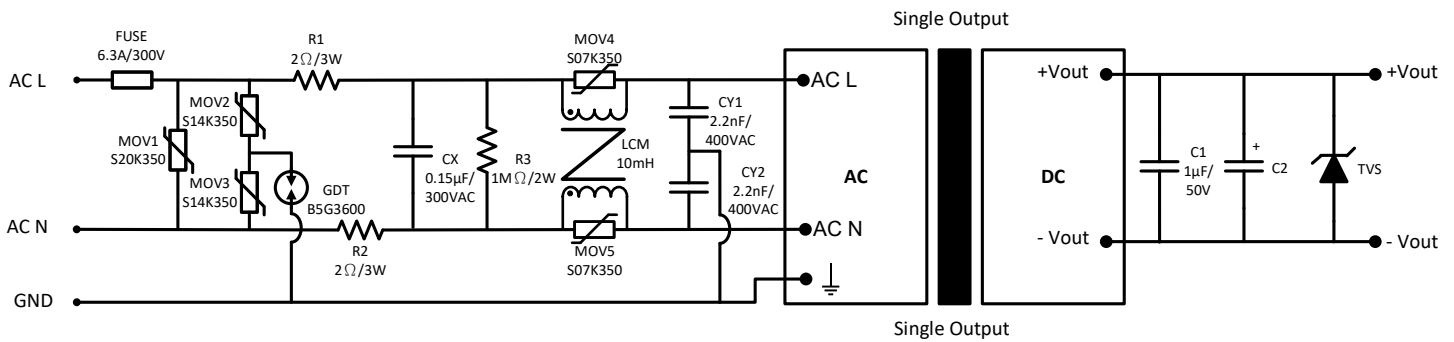 Single Output
FUSE
6.3A/300V
R1
2Ω/3W
MOV4
S07K350
AC L
AC L
+Vout
+Vout
MOV2
S14K350
MOV1
S20K350
MOV3
S14K350
GDT
B5G3600
CX
0.15µF/
300VAC
R3
1MΩ/2W
LCM
10mH
CY1
2.2nF/
400VAC
CY2
2.2nF/
400VAC
AC
DC
C1
1µF/
50V
+
C2
TVS
AC N
R2
2Ω/3W
MOV5
S07K350
AC N
- Vout
- Vout
GND
Single Output